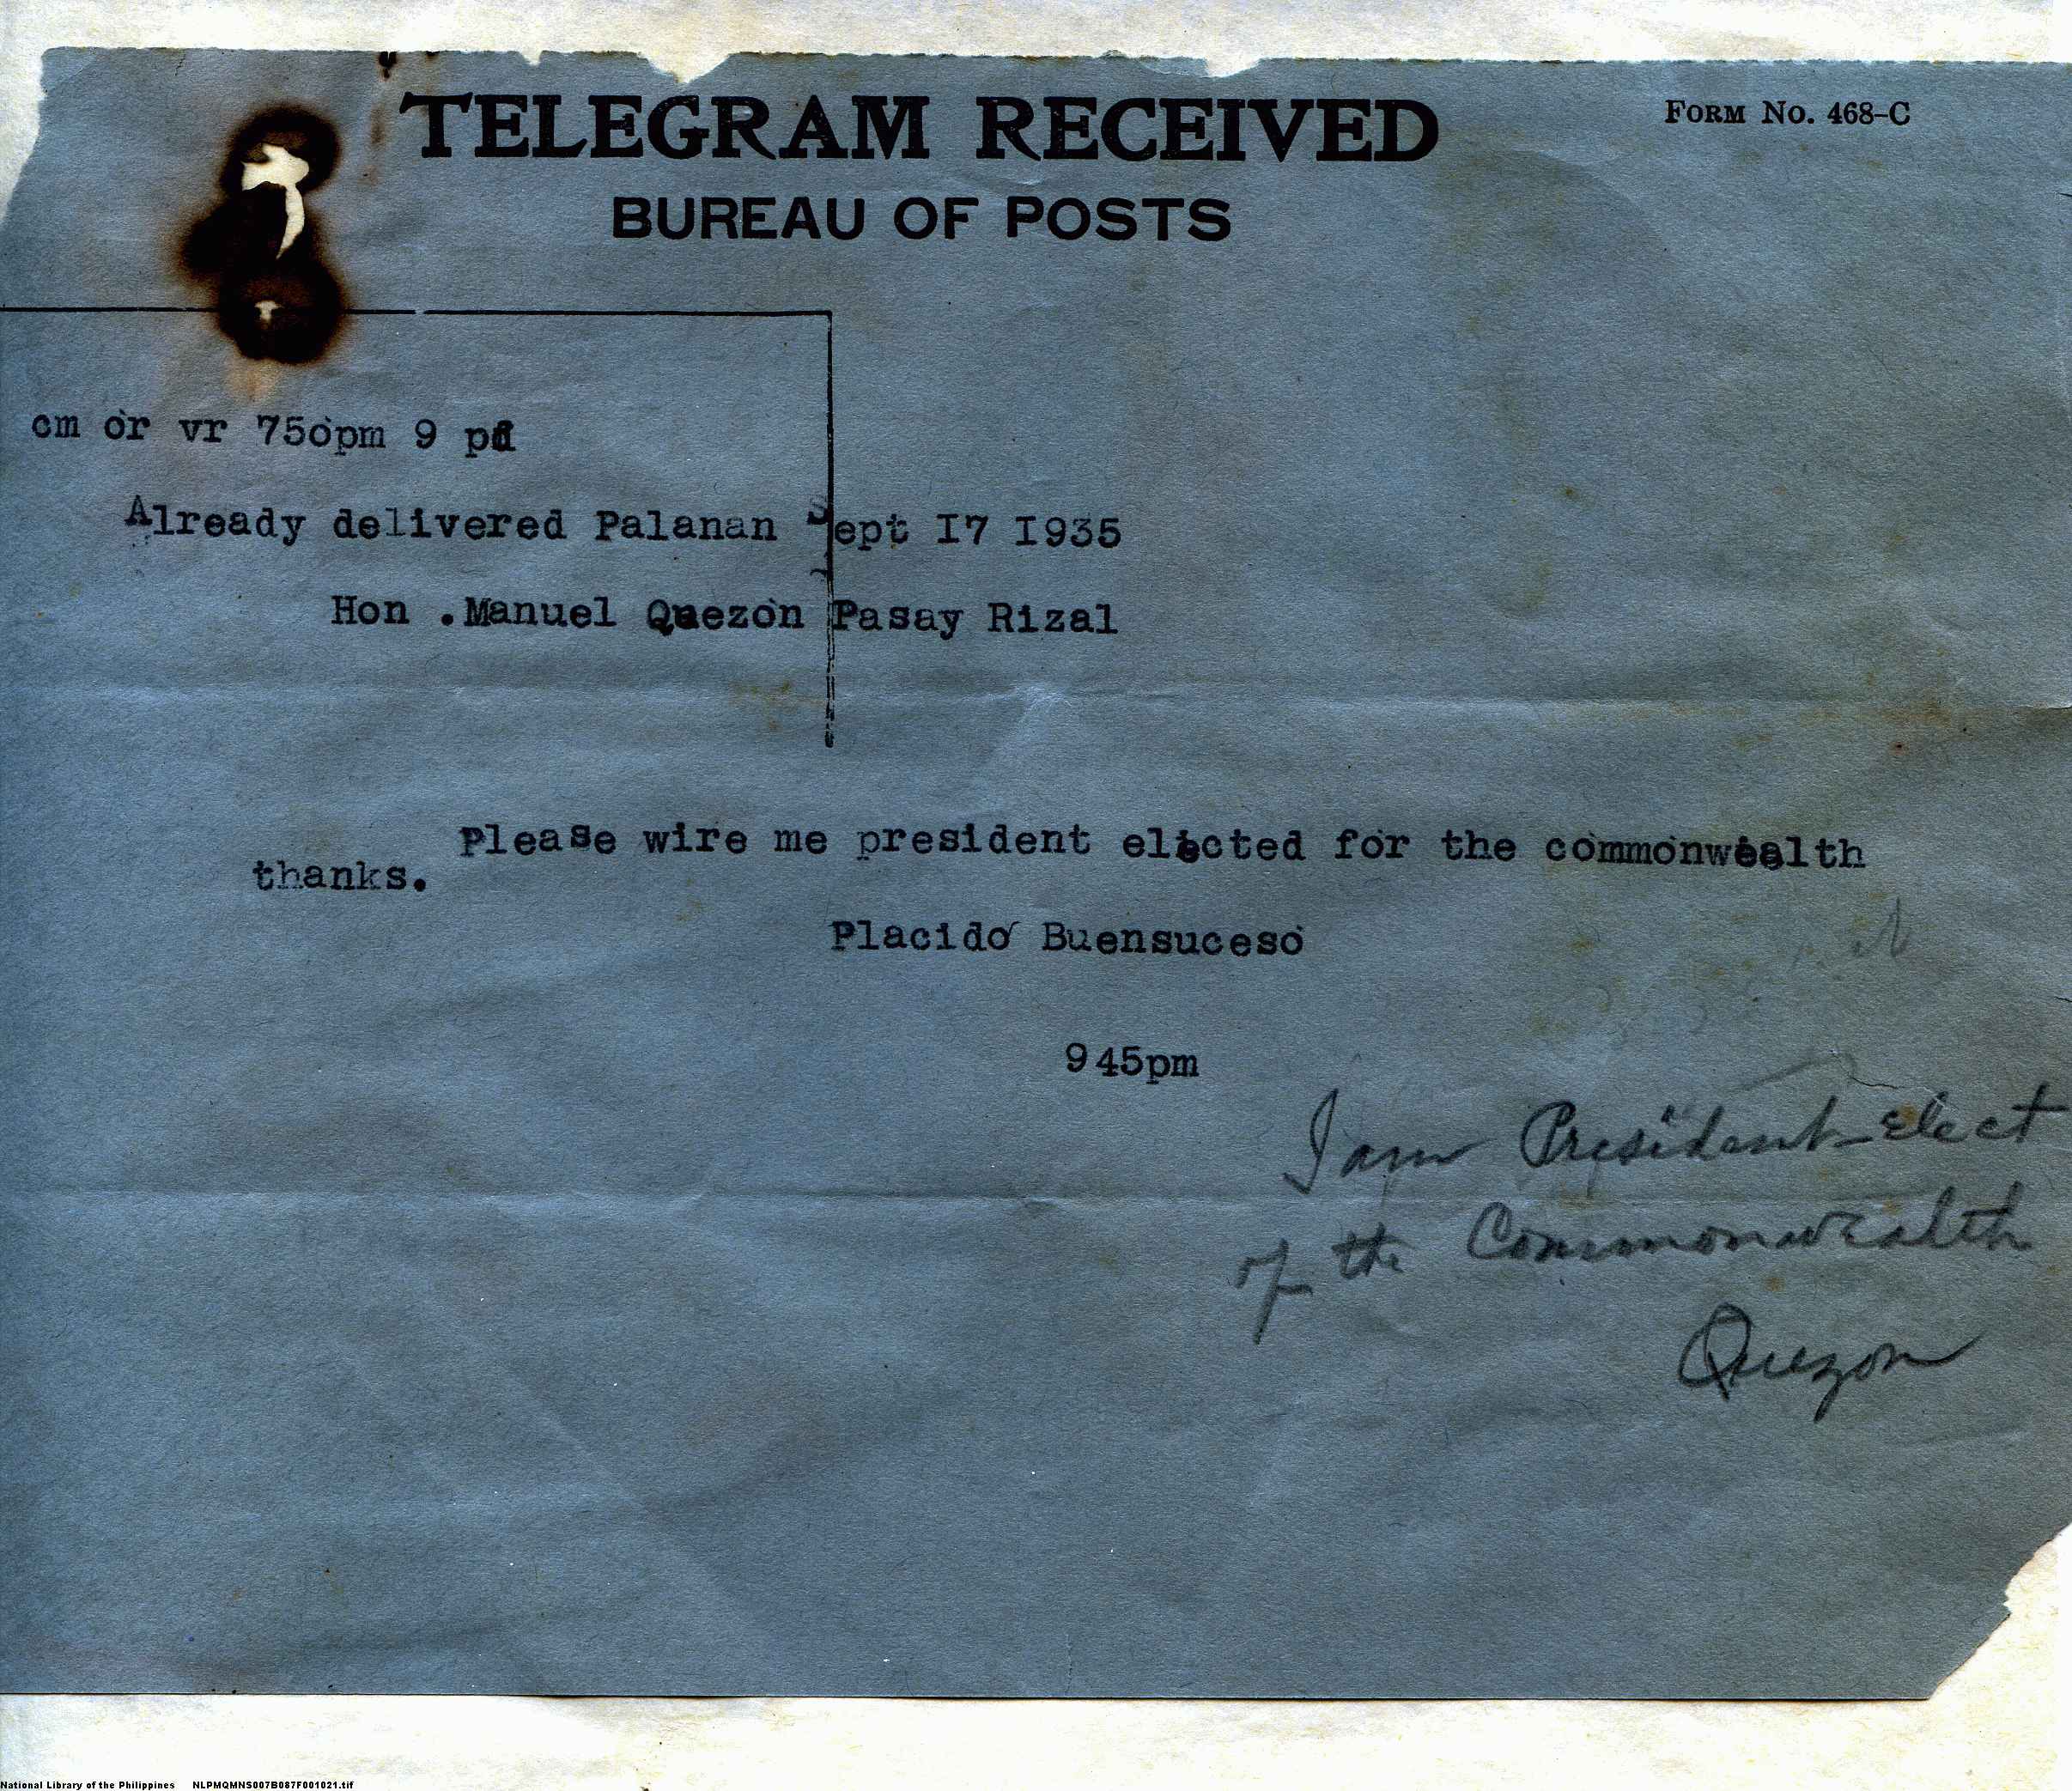 TELEGRAM RECEIVED
FORM NO. 468-C
BUREAU OF POSTS
cm or vr 750pm 9 pd
Already delivered Palanan Sept I7 I935
Hon .Manuel Quezon Pasay Rizal
Please wire me president elected for the commonwealth
thanks.
Placido Buensuceso
945pm
I am President-elect
of the Commonwealth
Quezon
National Library of the Philippines NLPMQMNS007B087F001021.tif